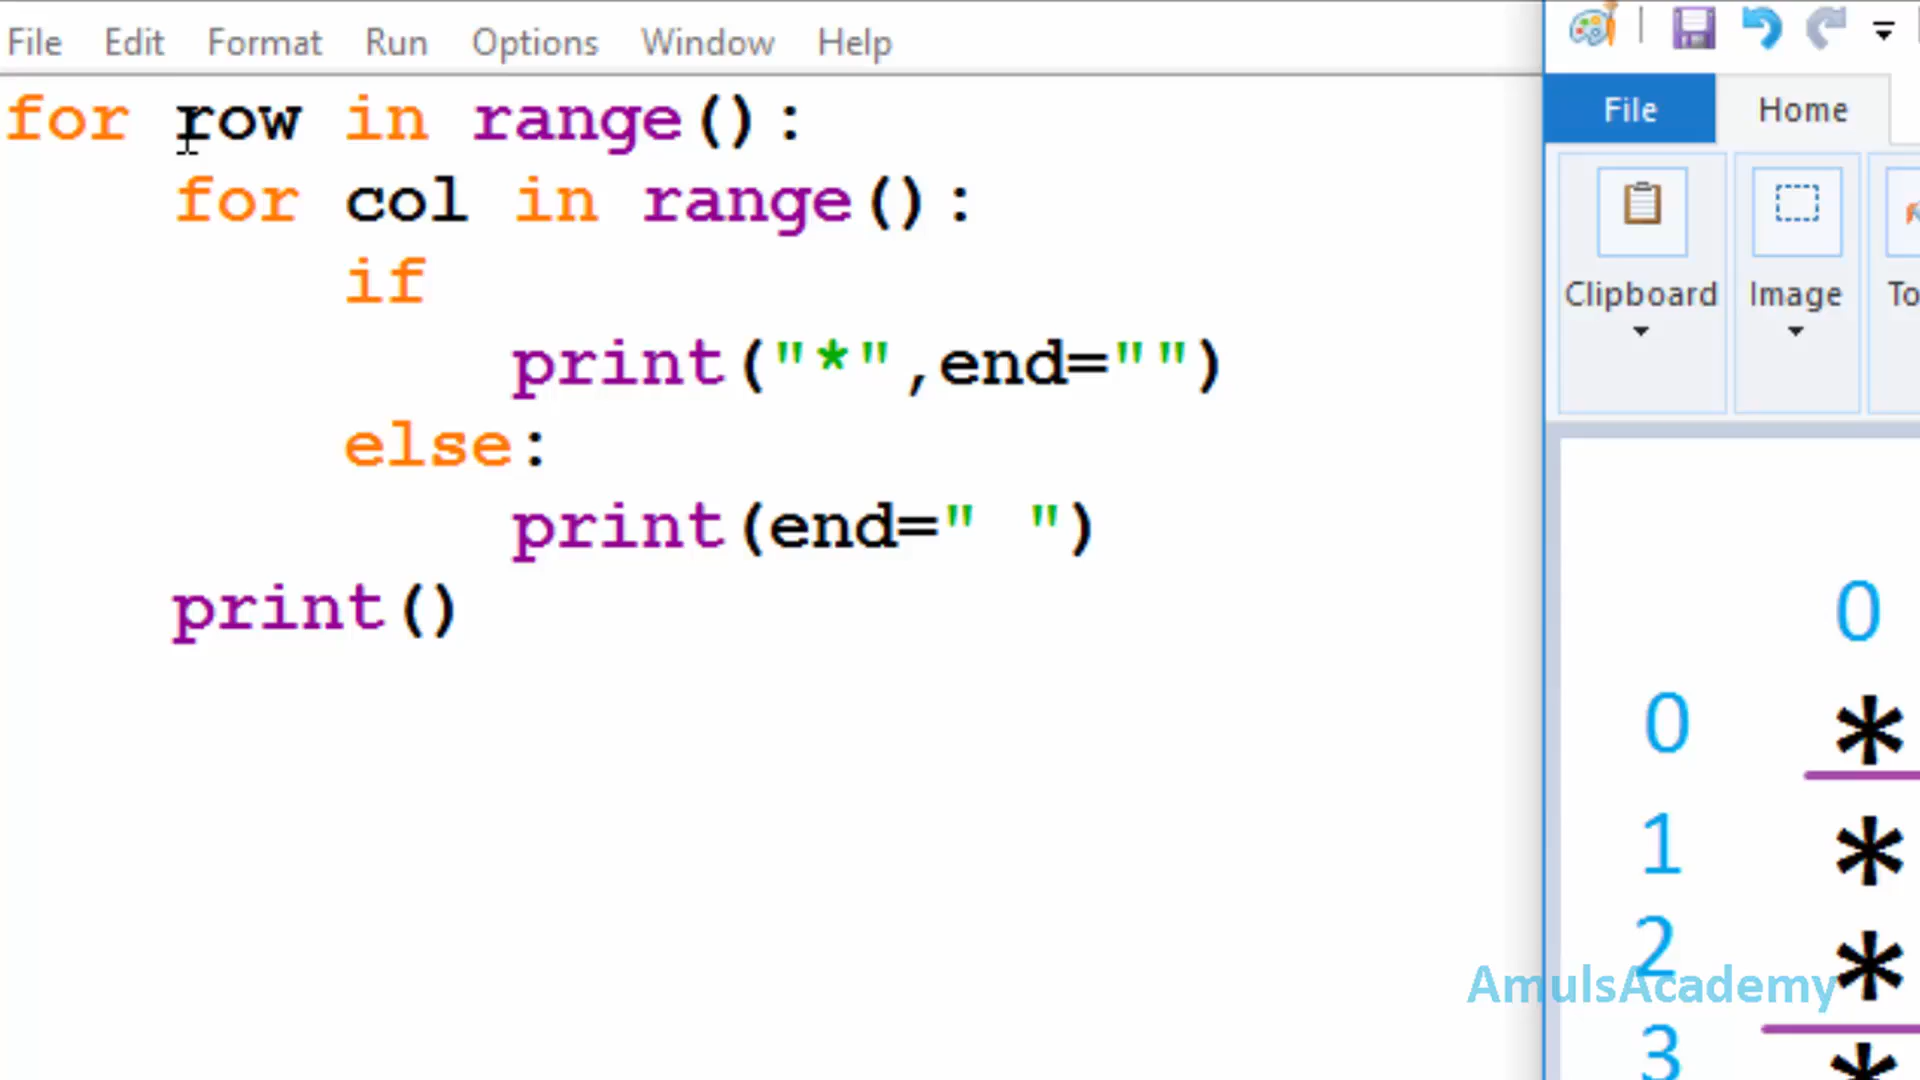 File Edit Format Run Options Window Help
for row in range():
for col in range():
if
print("*",end="")
else:
print(end=" ")
print()
File Home
Clipboard Image To
0
0 *
1 *
2 *
3 *
AmulsAcademy